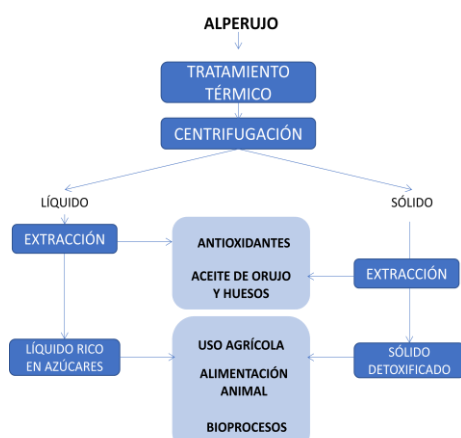 ALPERUJO
TRATAMIENTO
TÉRMICO
CENTRIFUGACIÓN
LÍQUIDO
SÓLIDO
EXTRACCIÓN
ANTIOXIDANTES
ACEITE DE ORUJO
Y HUESOS
EXTRACCIÓN
LÍQUIDO RICO
EN AZÚCARES
USO AGRÍCOLA
ALIMENTACIÓN
ANIMAL
BIOPROCESOS
SÓLIDO
DETOXIFICADO